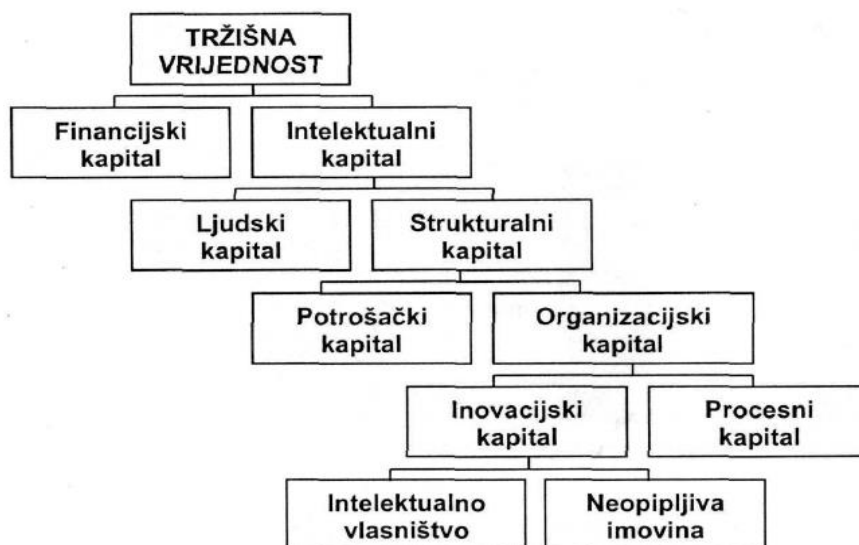 TRŽIŠNA
VRIJEDNOST
Financijski
kapital
Intelektualni
kapital
Ljudski
kapital
Strukturalni
kapital
Potrošački
kapital
Organizacijski
kapital
Inovacijski
kapital
Procesni
kapital
Intelektualno
vlasništvo
Neopipljiva
imovina